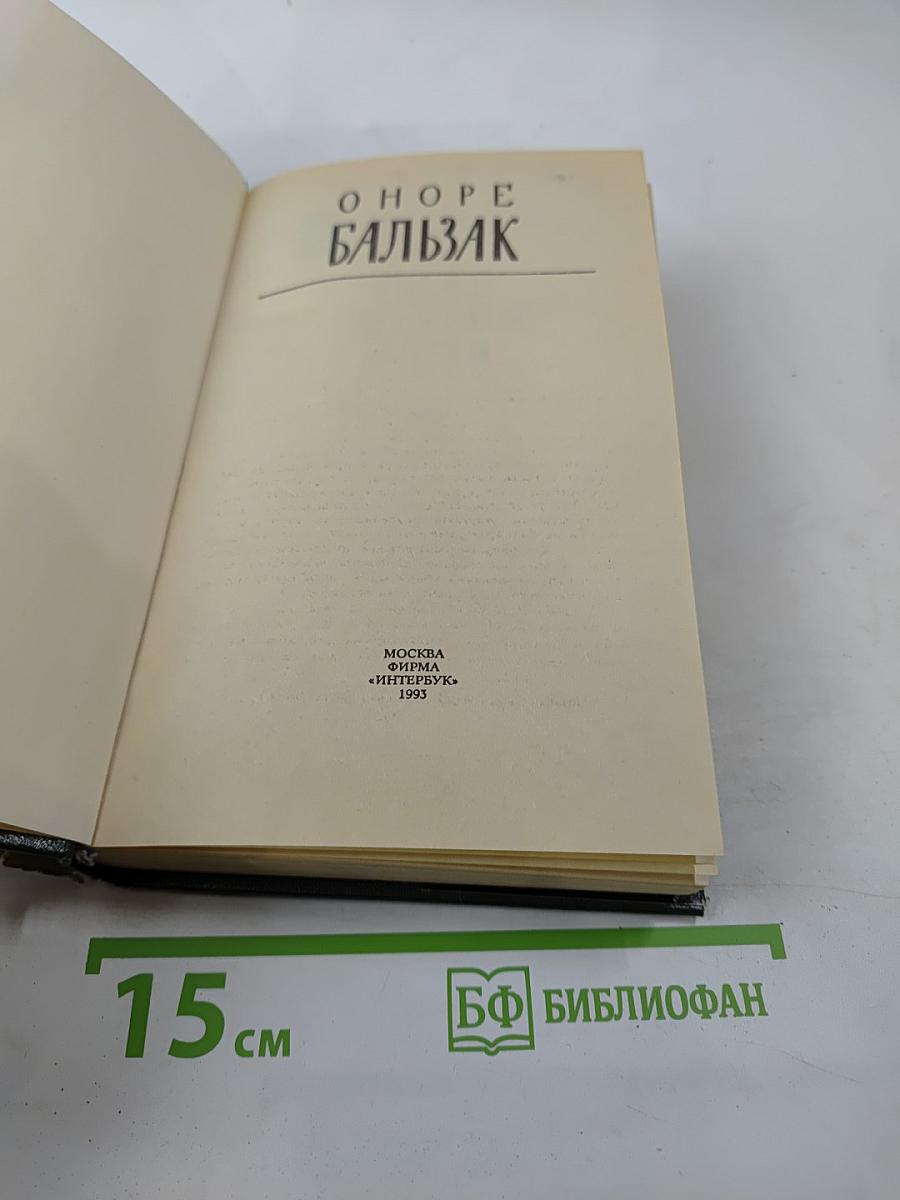 ОНОРЕ
БАЛЬЗАК
МОСКВА
ФИРМА
«ИНТЕРБУК»
1993
15 см
БФ БИБЛИОФАН